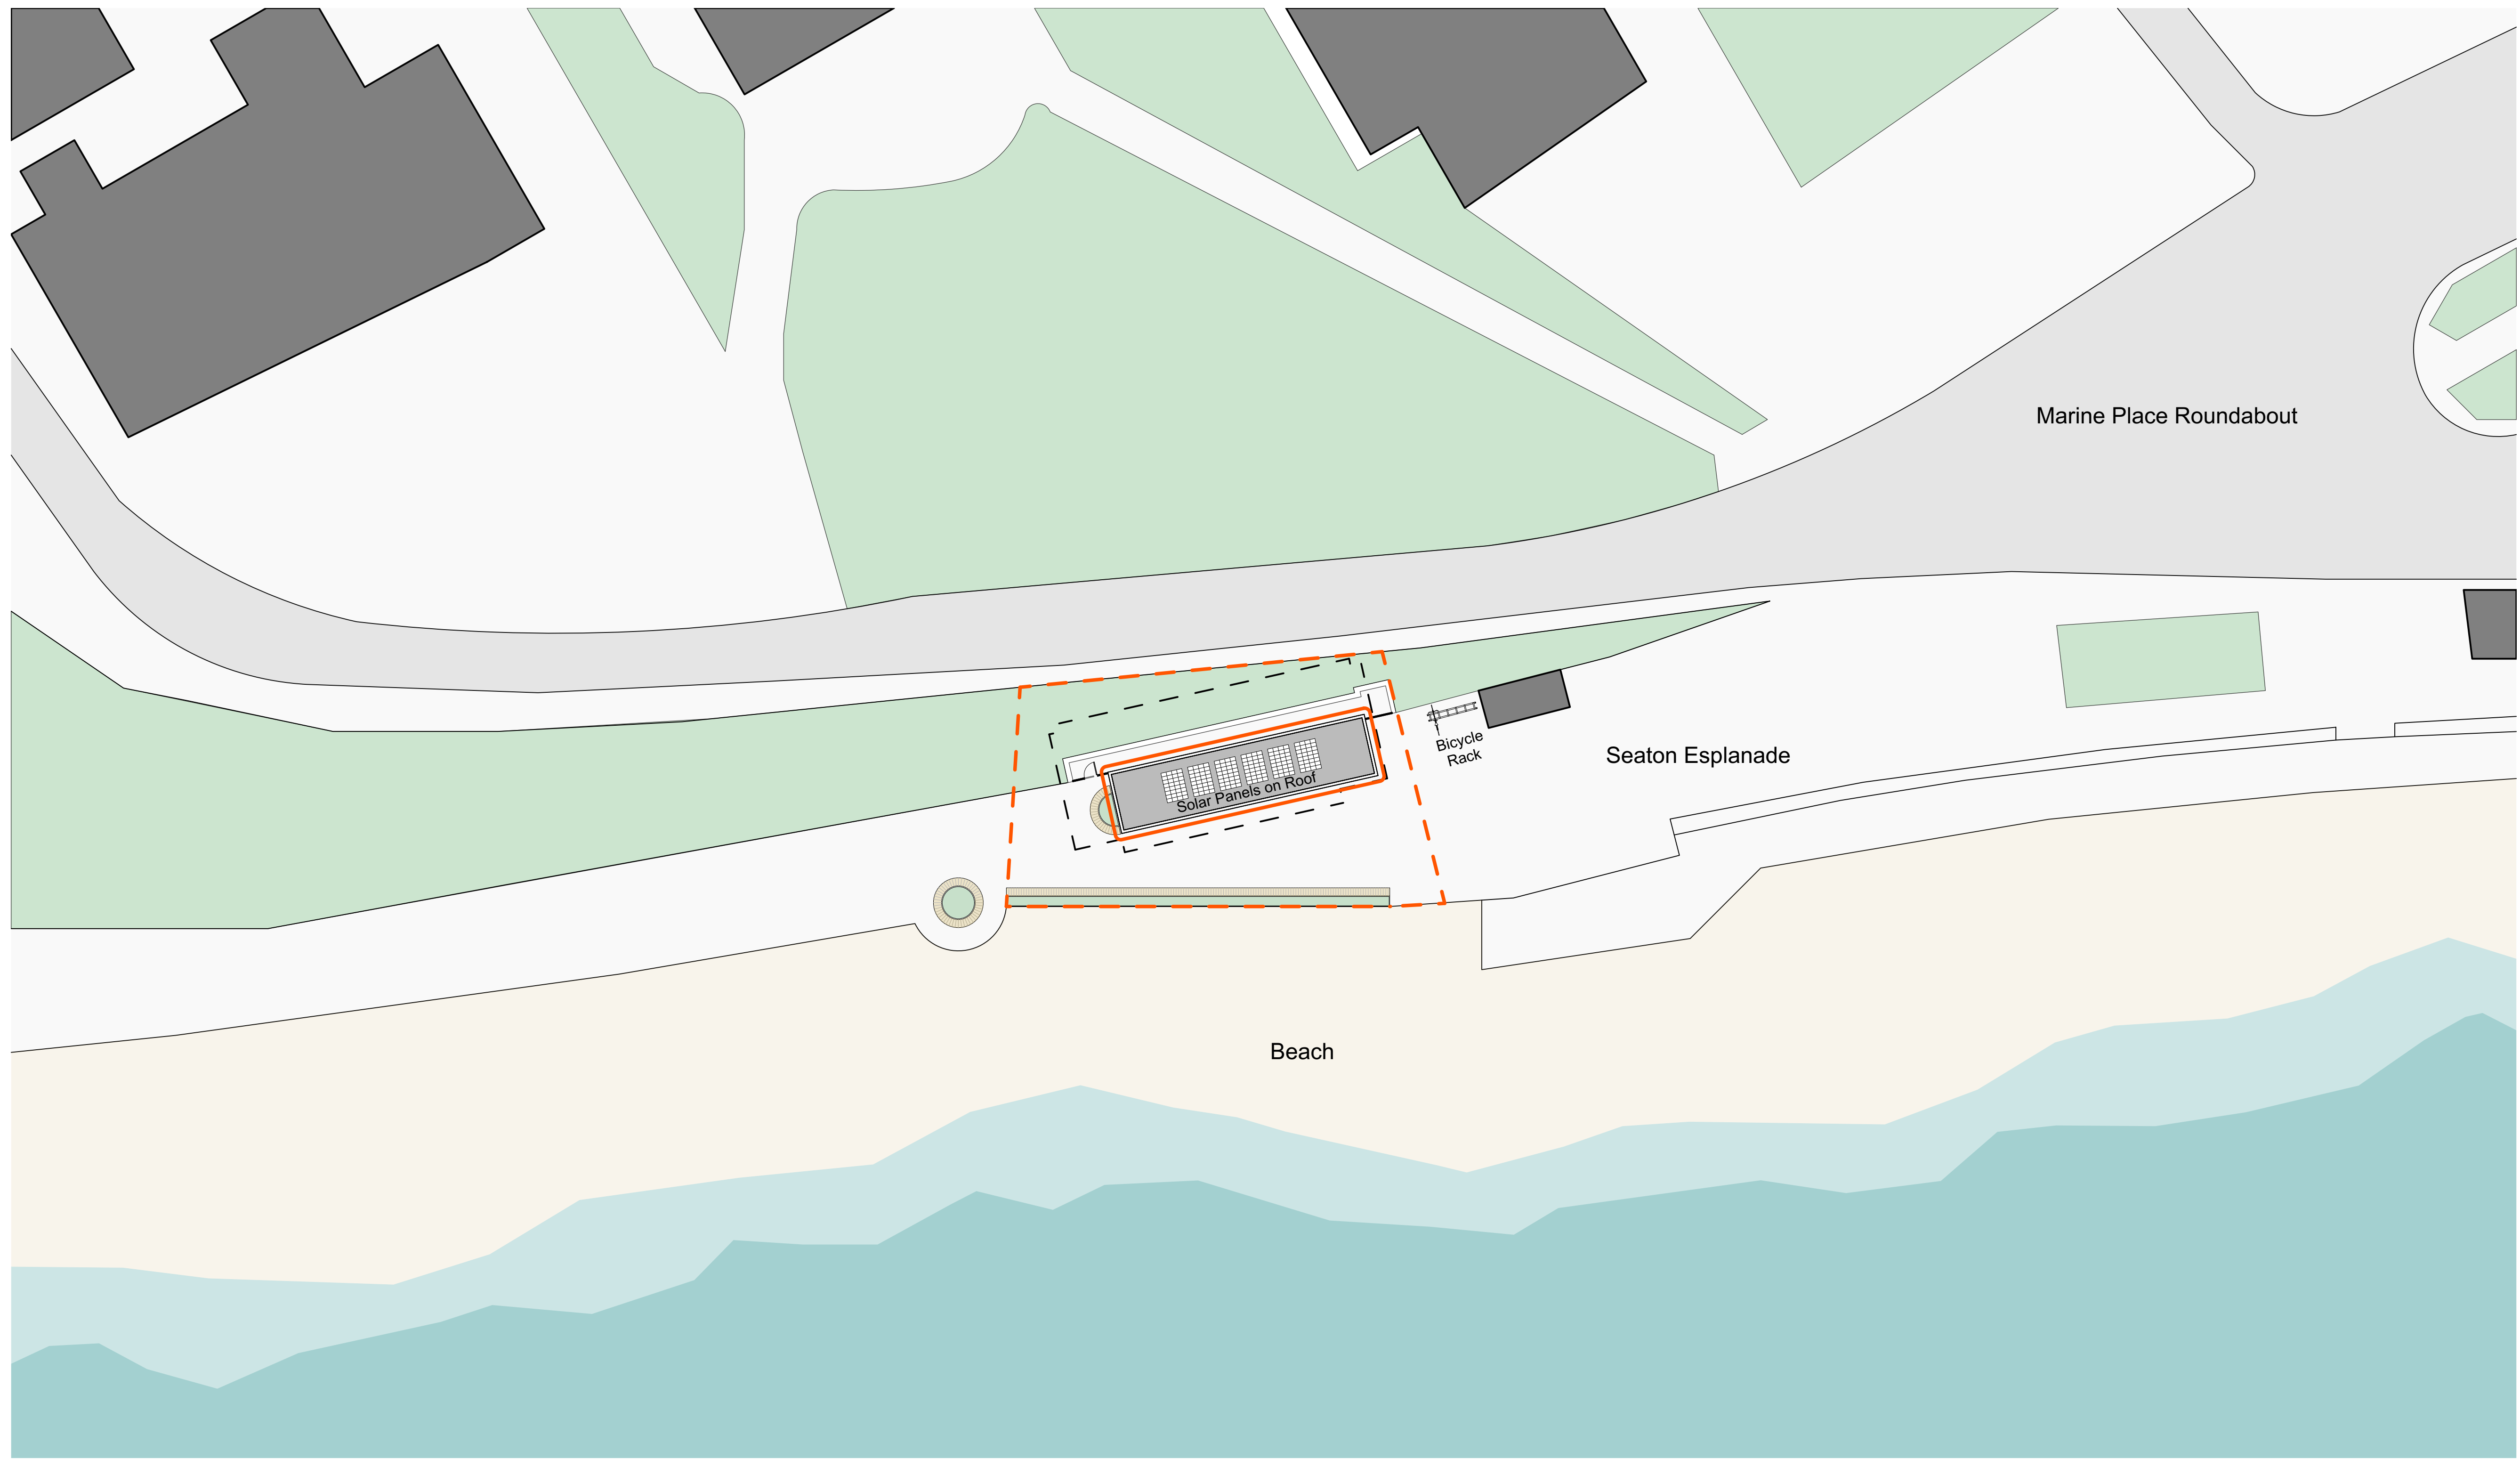 Marine Place Roundabout
Bicycle
Rack
Seaton Esplanade
Solar Panels on Roof
Beach